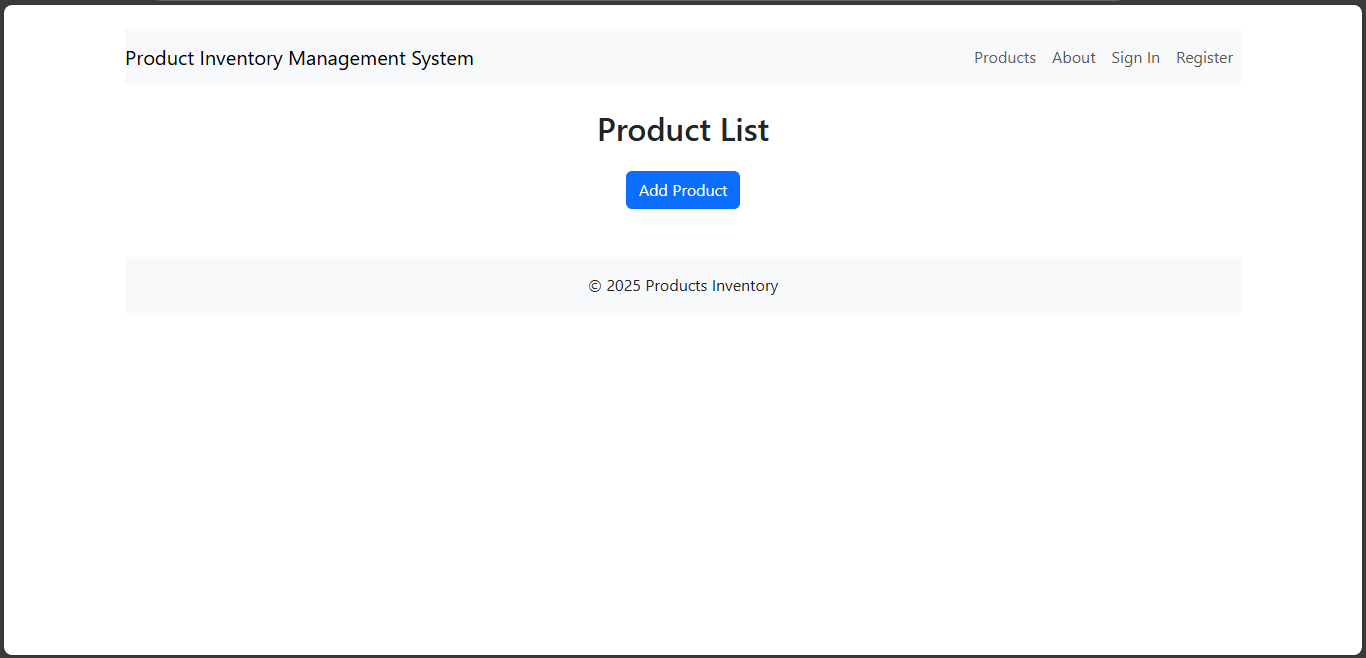 Product Inventory Management System
Products About Sign In Register
Product List
Add Product
© 2025 Products Inventory